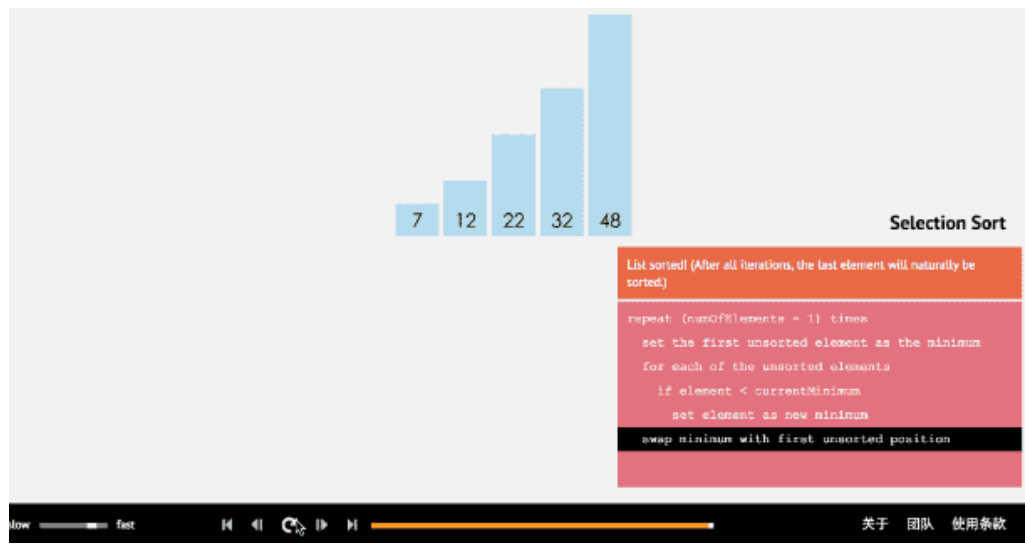 7 12 22 32 48
Selection Sort
List sorted! (After all iterations, the last element will naturally be
sorted.)
repeat (numOfElements - 1) times
set the first unsorted element as the minimum
for each of the unsorted elements
if element < currentMinimum
set element as new minimum
swap minimum with first unsorted position
slow fast 关于 团队 使用条款